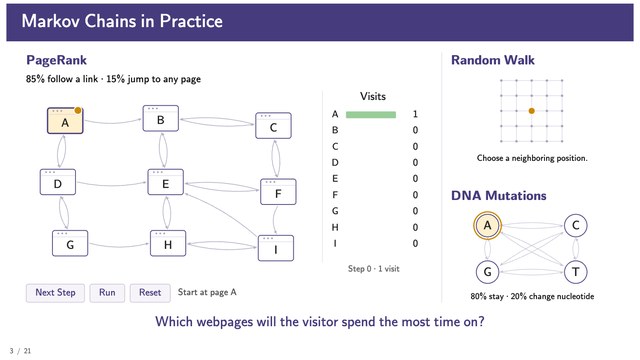 Markov Chains in Practice
PageRank
85% follow a link · 15% jump to any page
A
B
C
D
E
F
G
H
I
Visits
A 1
B 0
C 0
D 0
E 0
F 0
G 0
H 0
I 0
Step 0 · 1 visit
Next Step Run Reset Start at page A
Random Walk
Choose a neighboring position.
DNA Mutations
A C
G T
80% stay · 20% change nucleotide
Which webpages will the visitor spend the most time on?
3 / 21